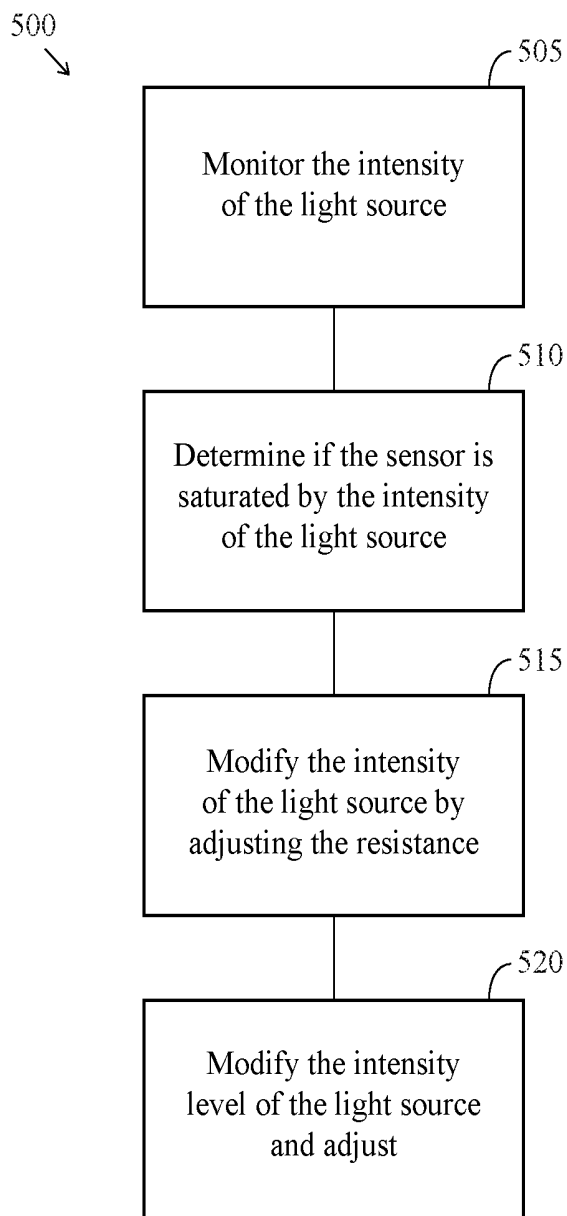 500
505
Monitor the intensity
of the light source
510
Determine if the sensor is
saturated by the intensity
of the light source
515
Modify the intensity
of the light source by
adjusting the resistance
520
Modify the intensity
level of the light source
and adjust